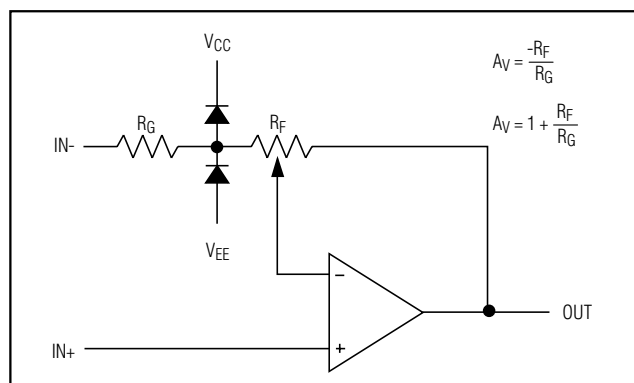 VCC
AV = -RF
RG
RG
RF
AV = 1 + RF
RG
IN-
VEE
−
OUT
IN+
+